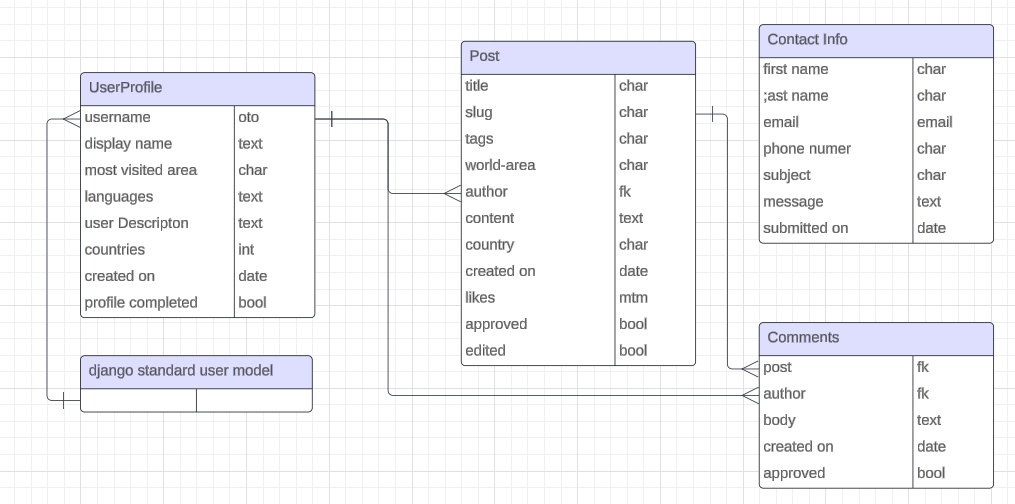 UserProfile
username oto
display name text
most visited area char
languages text
user Descripton text
countries int
created on date
profile completed bool
django standard user model
Post
title char
slug char
tags char
world-area char
author fk
content text
country char
created on date
likes mtm
approved bool
edited bool
Contact Info
first name char
;ast name char
email email
phone numer char
subject char
message text
submitted on date
Comments
post fk
author fk
body text
created on date
approved bool